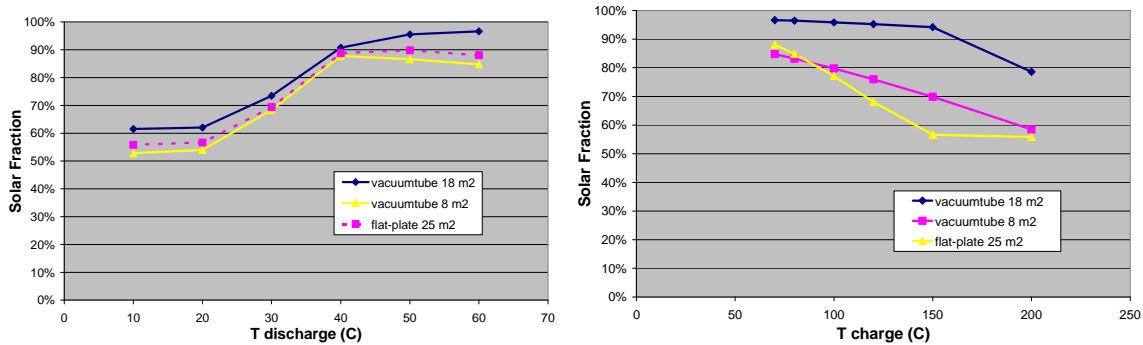 100%
90%
80%
70%
60%
50%
40%
30%
20%
10%
0%
Solar Fraction
vacuumtube 18 m2
vacuumtube 8 m2
flat-plate 25 m2
0 10 20 30 40 50 60 70
T discharge (C)
100%
90%
80%
70%
60%
50%
40%
30%
20%
10%
0%
Solar Fraction
vacuumtube 18 m2
vacuumtube 8 m2
flat-plate 25 m2
0 50 100 150 200 250
T charge (C)